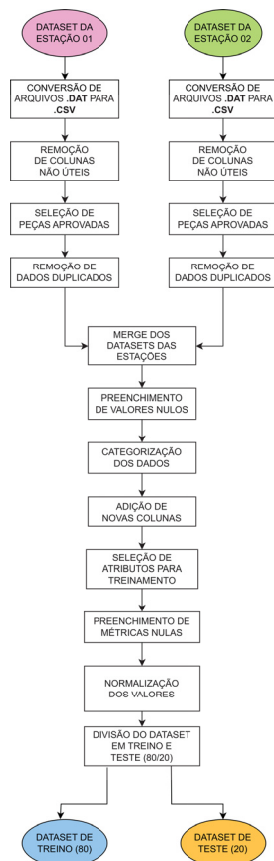 DATASET DA
ESTAÇÃO 01
DATASET DA
ESTAÇÃO 02
CONVERSÃO DE
ARQUIVOS .DAT PARA
.CSV
CONVERSÃO DE
ARQUIVOS .DAT PARA
.CSV
REMOÇÃO
DE COLUNAS
NÃO ÚTEIS
REMOÇÃO
DE COLUNAS
NÃO ÚTEIS
SELEÇÃO DE
PEÇAS APROVADAS
SELEÇÃO DE
PEÇAS APROVADAS
REMOÇÃO DE
DADOS DUPLICADOS
REMOÇÃO DE
DADOS DUPLICADOS
MERGE DOS
DATASETS DAS
ESTAÇÕES
PREENCHIMENTO
DE VALORES NULOS
CATEGORIZAÇÃO
DOS DADOS
ADIÇÃO DE
NOVAS COLUNAS
SELEÇÃO DE
ATRIBUTOS PARA
TREINAMENTO
PREENCHIMENTO DE
MÉTRICAS NULAS
NORMALIZAÇÃO
DOS VALORES
DIVISÃO DO DATASET
EM TREINO E
TESTE (80/20)
DATASET DE
TREINO (80)
DATASET DE
TESTE (20)